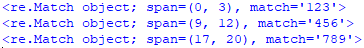 <re.Match object; span=(0, 3), match='123'>
<re.Match object; span=(9, 12), match='456'>
<re.Match object; span=(17, 20), match='789'>